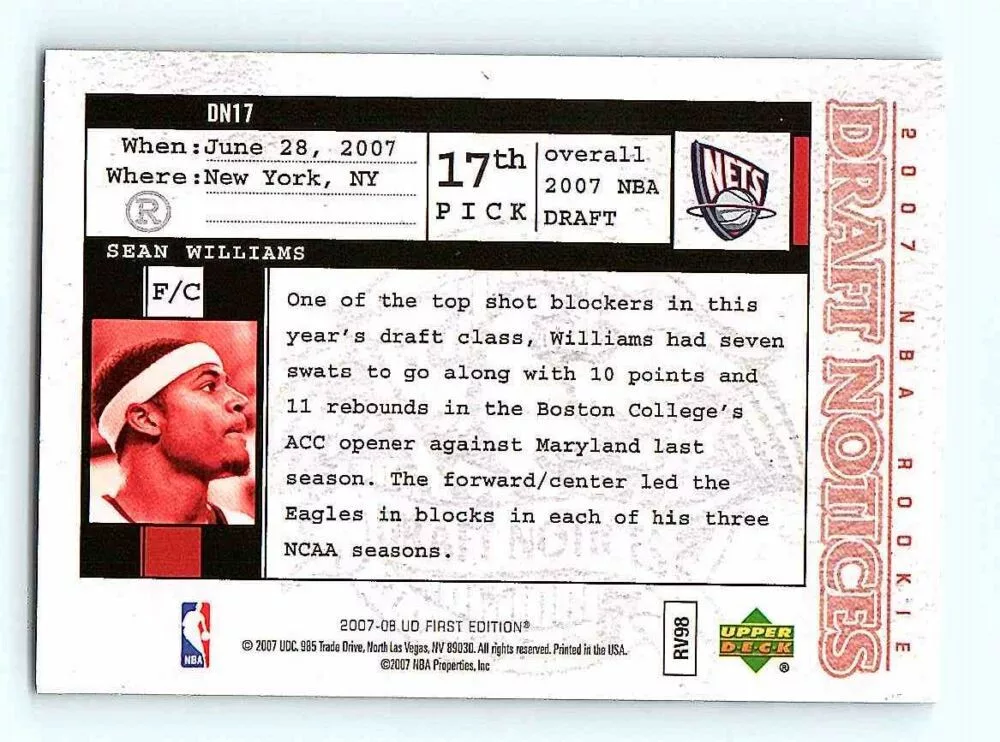 DN17
When: June 28, 2007
Where: New York, NY
R
17th
PICK
overall
2007 NBA
DRAFT
NETS
SEAN WILLIAMS
F/C
One of the top shot blockers in this
year's draft class, Williams had seven
swats to go along with 10 points and
11 rebounds in the Boston College's
ACC opener against Maryland last
season. The forward/center led the
Eagles in blocks in each of his three
NCAA seasons.
DRAFT NOTICES
2007 NBA ROOKIE
NBA
2007-08 UD FIRST EDITION®
© 2007 UDC. 985 Trade Drive, North Las Vegas, NV 89030. All rights reserved. Printed in the USA.
©2007 NBA Properties, Inc
RV98
UPPER
DECK
®